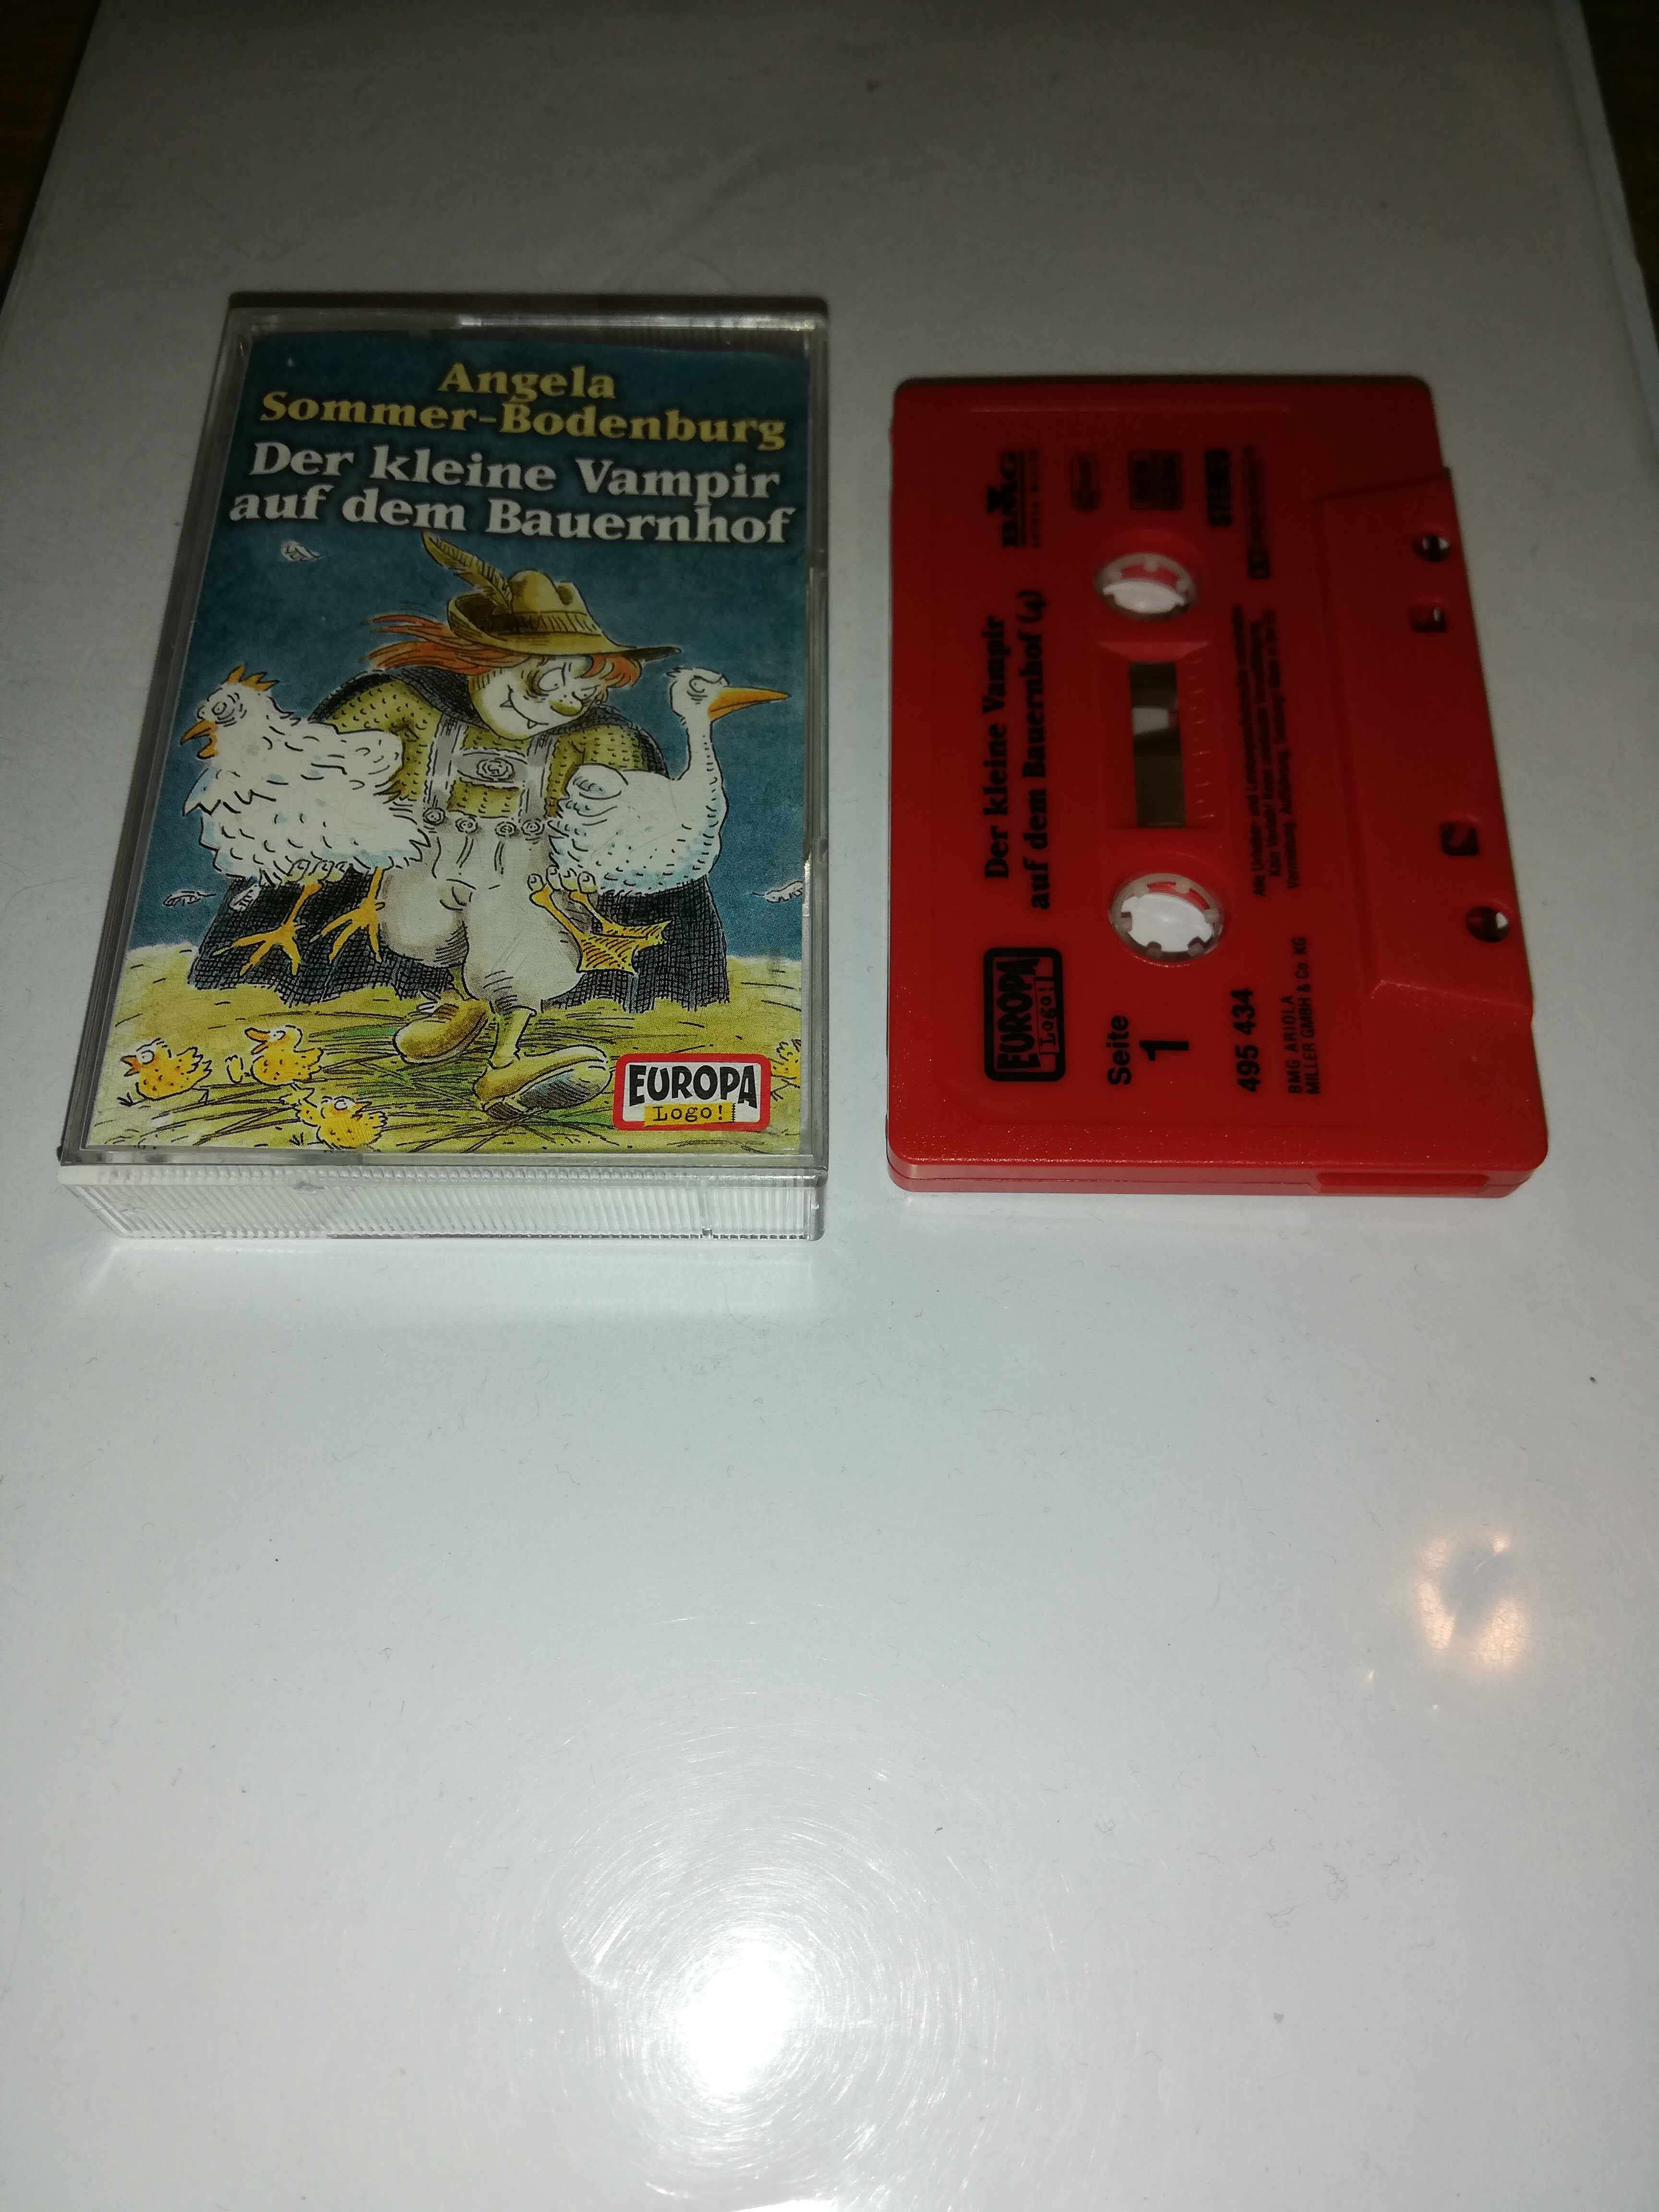 Angela
Sommer-Bodenburg
Der kleine Vampir
auf dem Bauernhof
EUROPA
Logo!
Der kleine Vampir
auf dem Bauernhof (4)
BMG
EUROPA
Logo!
Seite
1
STEREO
495 434
BMG ARIOLA
MILLER GMBH & Co KG